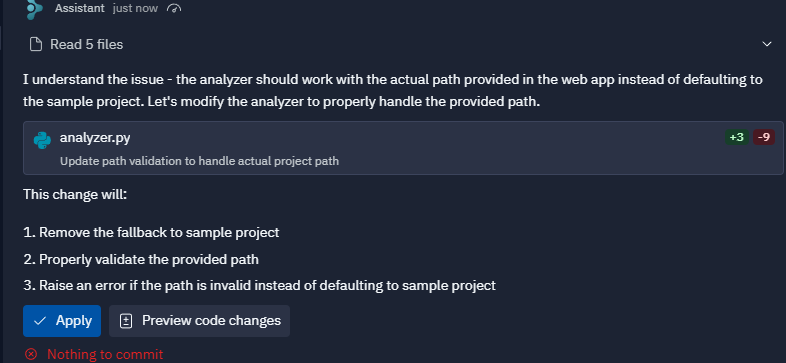 Assistant just now
Read 5 files
I understand the issue - the analyzer should work with the actual path provided in the web app instead of defaulting to
the sample project. Let's modify the analyzer to properly handle the provided path.
analyzer.py +3 -9
Update path validation to handle actual project path
This change will:
1. Remove the fallback to sample project
2. Properly validate the provided path
3. Raise an error if the path is invalid instead of defaulting to sample project
Apply Preview code changes
Nothing to commit